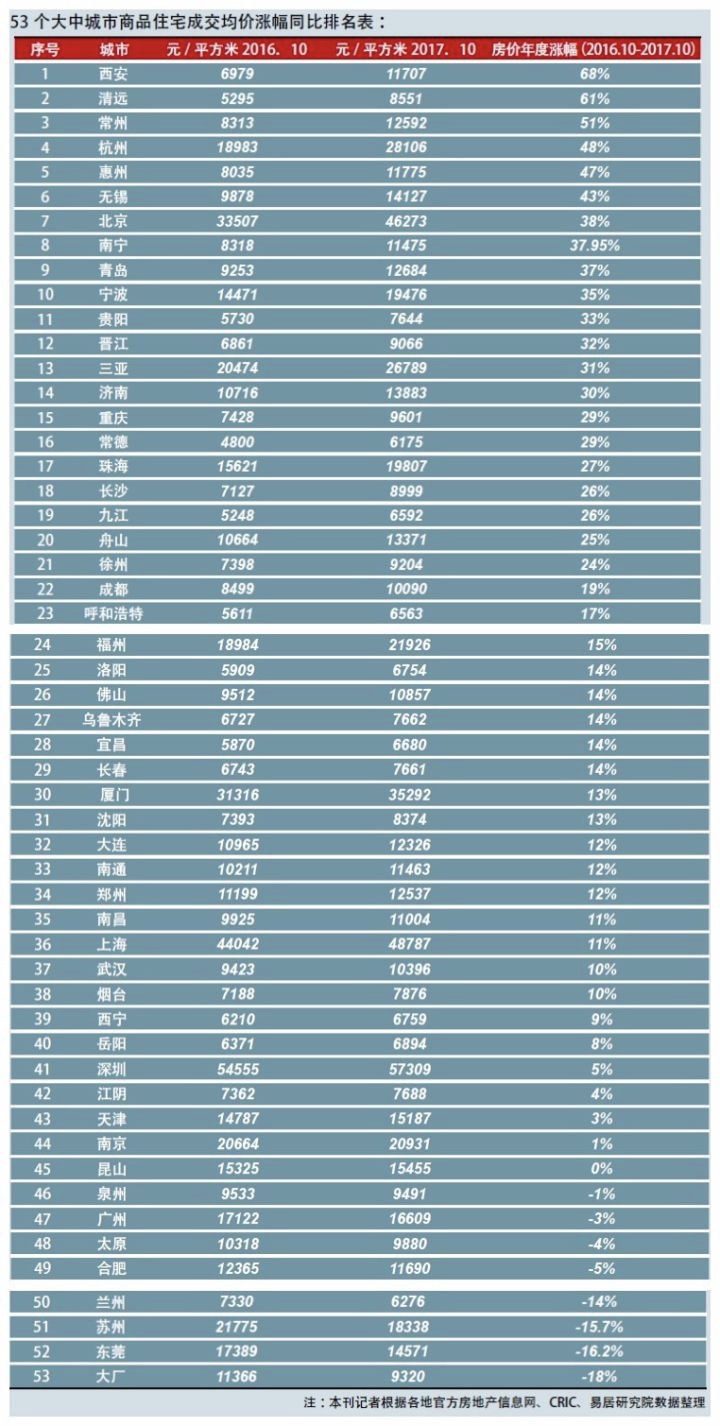 53 个大中城市商品住宅成交均价涨幅同比排名表：
序号 城市 元 / 平方米 2016. 10 元 / 平方米 2017. 10 房价年度涨幅 (2016.10-2017.10)
1 西安 6979 11707 68%
2 清远 5295 8551 61%
3 常州 8313 12592 51%
4 杭州 18983 28106 48%
5 惠州 8035 11775 47%
6 无锡 9878 14127 43%
7 北京 33507 46273 38%
8 南宁 8318 11475 37.95%
9 青岛 9253 12684 37%
10 宁波 14471 19476 35%
11 贵阳 5730 7644 33%
12 晋江 6861 9066 32%
13 三亚 20474 26789 31%
14 济南 10716 13883 30%
15 重庆 7428 9601 29%
16 常德 4800 6175 29%
17 珠海 15621 19807 27%
18 长沙 7127 8999 26%
19 九江 5248 6592 26%
20 舟山 10664 13371 25%
21 徐州 7398 9204 24%
22 成都 8499 10090 19%
23 呼和浩特 5611 6563 17%
24 福州 18984 21926 15%
25 洛阳 5909 6754 14%
26 佛山 9512 10857 14%
27 乌鲁木齐 6727 7662 14%
28 宜昌 5870 6680 14%
29 长春 6743 7661 14%
30 厦门 31316 35292 13%
31 沈阳 7393 8374 13%
32 大连 10965 12326 12%
33 南通 10211 11463 12%
34 郑州 11199 12537 12%
35 南昌 9925 11004 11%
36 上海 44042 48787 11%
37 武汉 9423 10396 10%
38 烟台 7188 7876 10%
39 西宁 6210 6759 9%
40 岳阳 6371 6894 8%
41 深圳 54555 57309 5%
42 江阴 7362 7688 4%
43 天津 14787 15187 3%
44 南京 20664 20931 1%
45 昆山 15325 15455 0%
46 泉州 9533 9491 -1%
47 广州 17122 16609 -3%
48 太原 10318 9880 -4%
49 合肥 12365 11690 -5%
50 兰州 7330 6276 -14%
51 苏州 21775 18338 -15.7%
52 东莞 17389 14571 -16.2%
53 大厂 11366 9320 -18%
注：本刊记者根据各地官方房地产信息网、CRIC、易居研究院数据整理